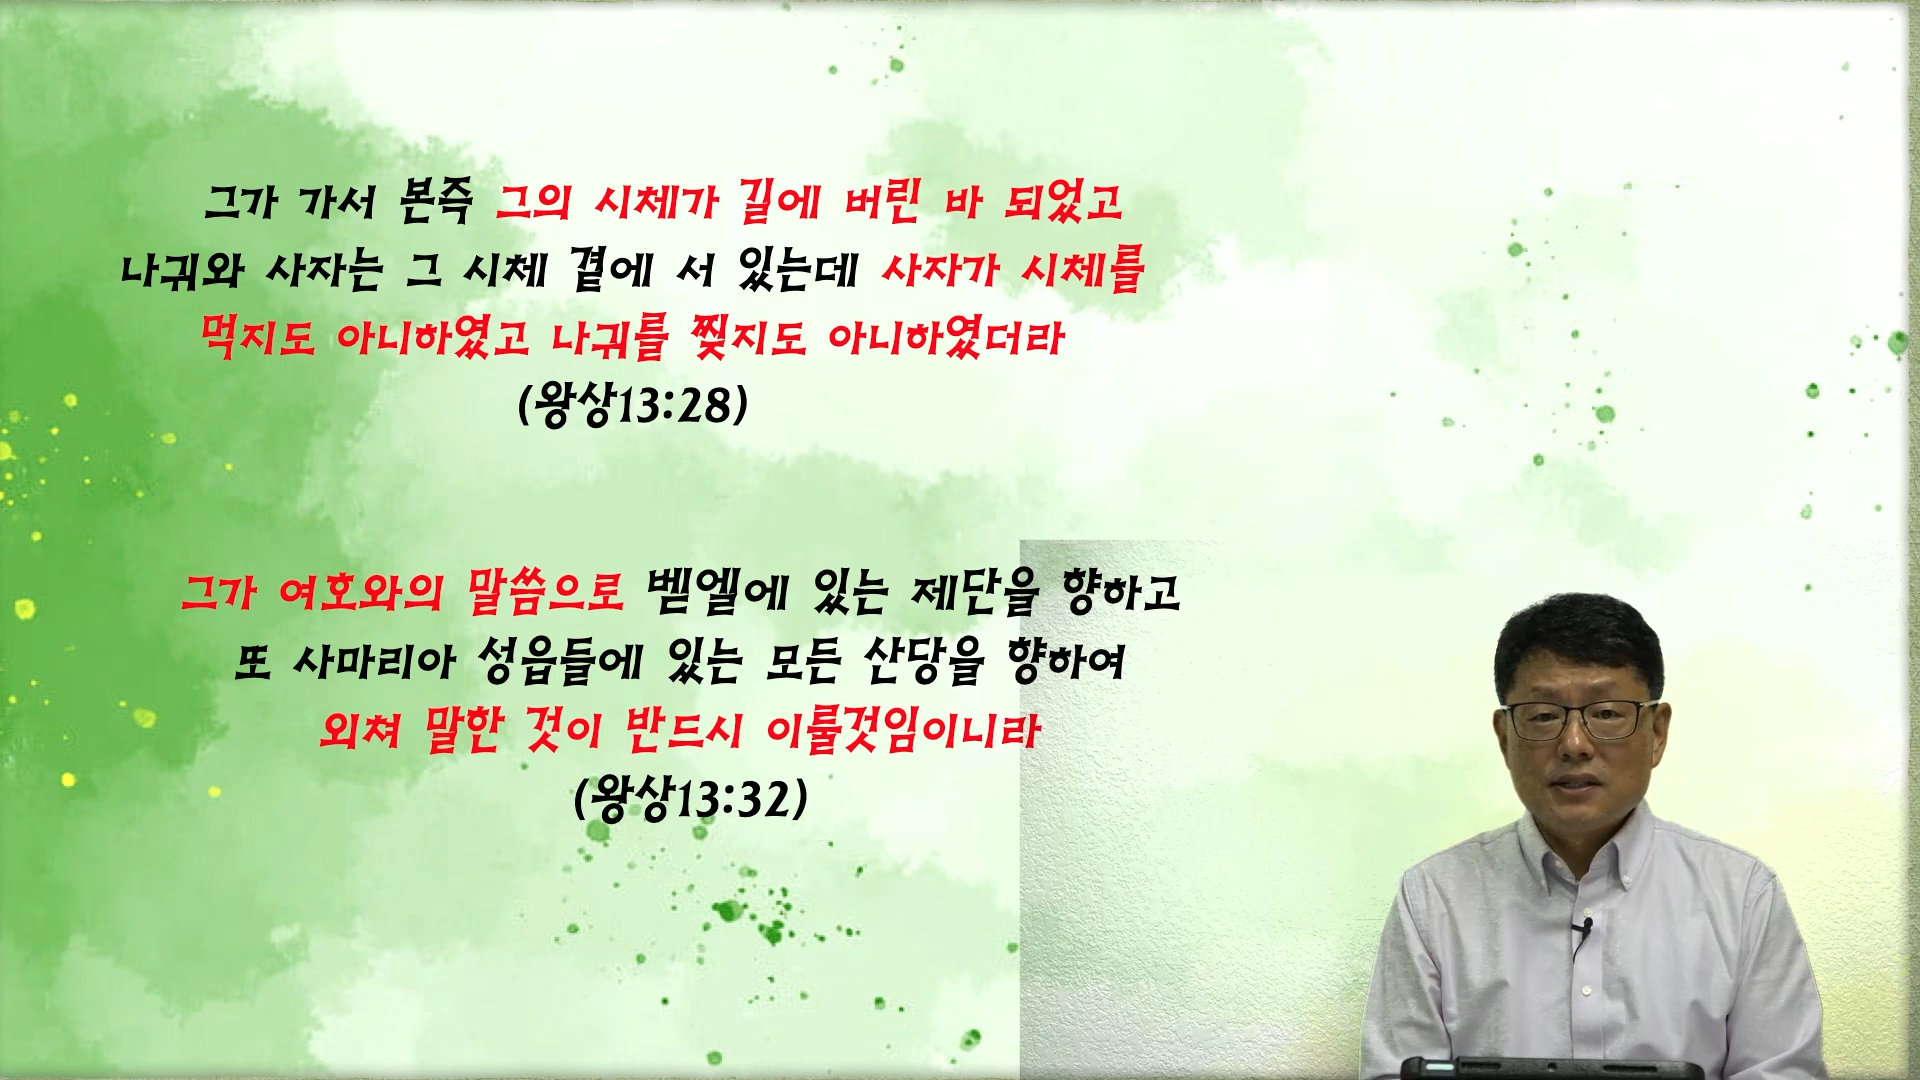 그가 가서 본즉 그의 시체가 길에 버린 바 되었고
나귀와 사자는 그 시체 곁에 서 있는데 사자가 시체를
먹지도 아니하였고 나귀를 찢지도 아니하였더라
(왕상13:28)
그가 여호와의 말씀으로 벧엘에 있는 제단을 향하고
또 사마리아 성읍들에 있는 모든 산당을 향하여
외쳐 말한 것이 반드시 이룰것임이니라
(왕상13:32)